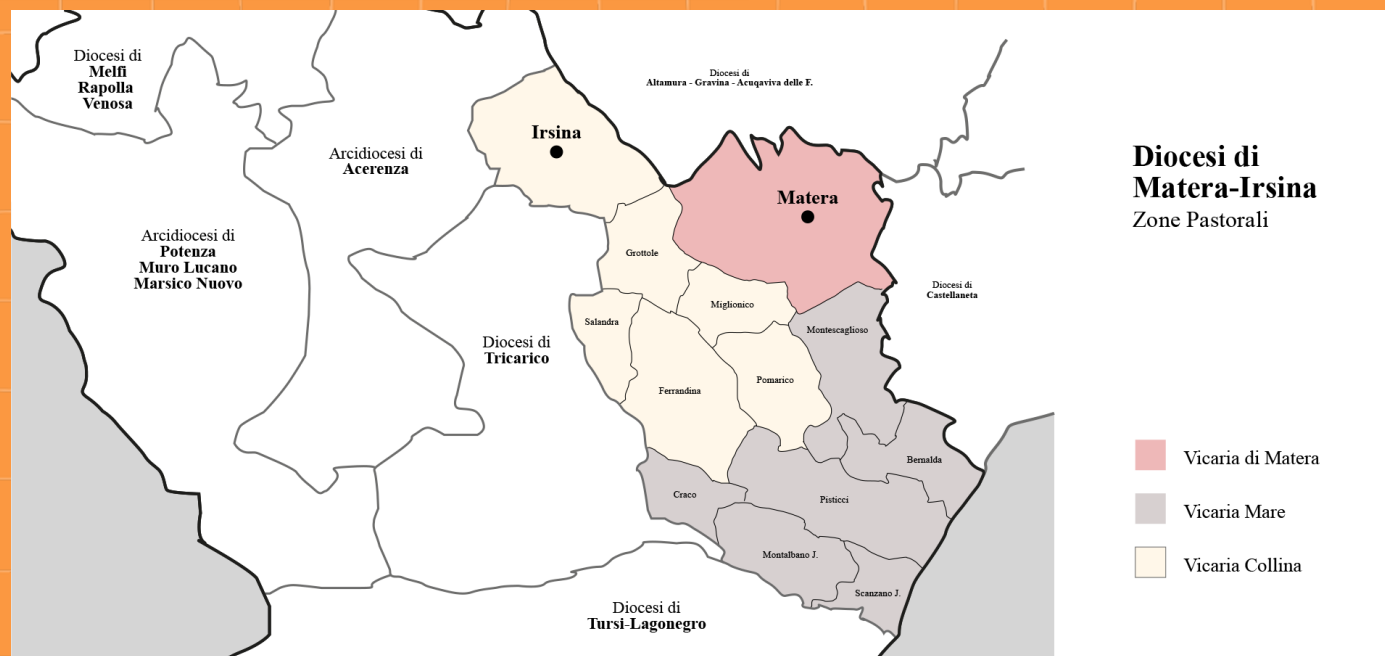 Diocesi di
Melfi
Rapolla
Venosa
Diocesi di
Altamura - Gravina - Acuqaviva delle F.
Irsina
Arcidiocesi di
Acerenza
Matera
Diocesi di
Matera-Irsina
Zone Pastorali
Arcidiocesi di
Potenza
Muro Lucano
Marsico Nuovo
Grottole
Diocesi di
Castellaneta
Miglionico
Salandra
Montescaglioso
Diocesi di
Tricarico
Ferrandina
Pomarico
Bernalda
Craco
Pisticci
Montalbano J.
Scanzano J.
Diocesi di
Tursi-Lagonegro
Vicaria di Matera
Vicaria Mare
Vicaria Collina